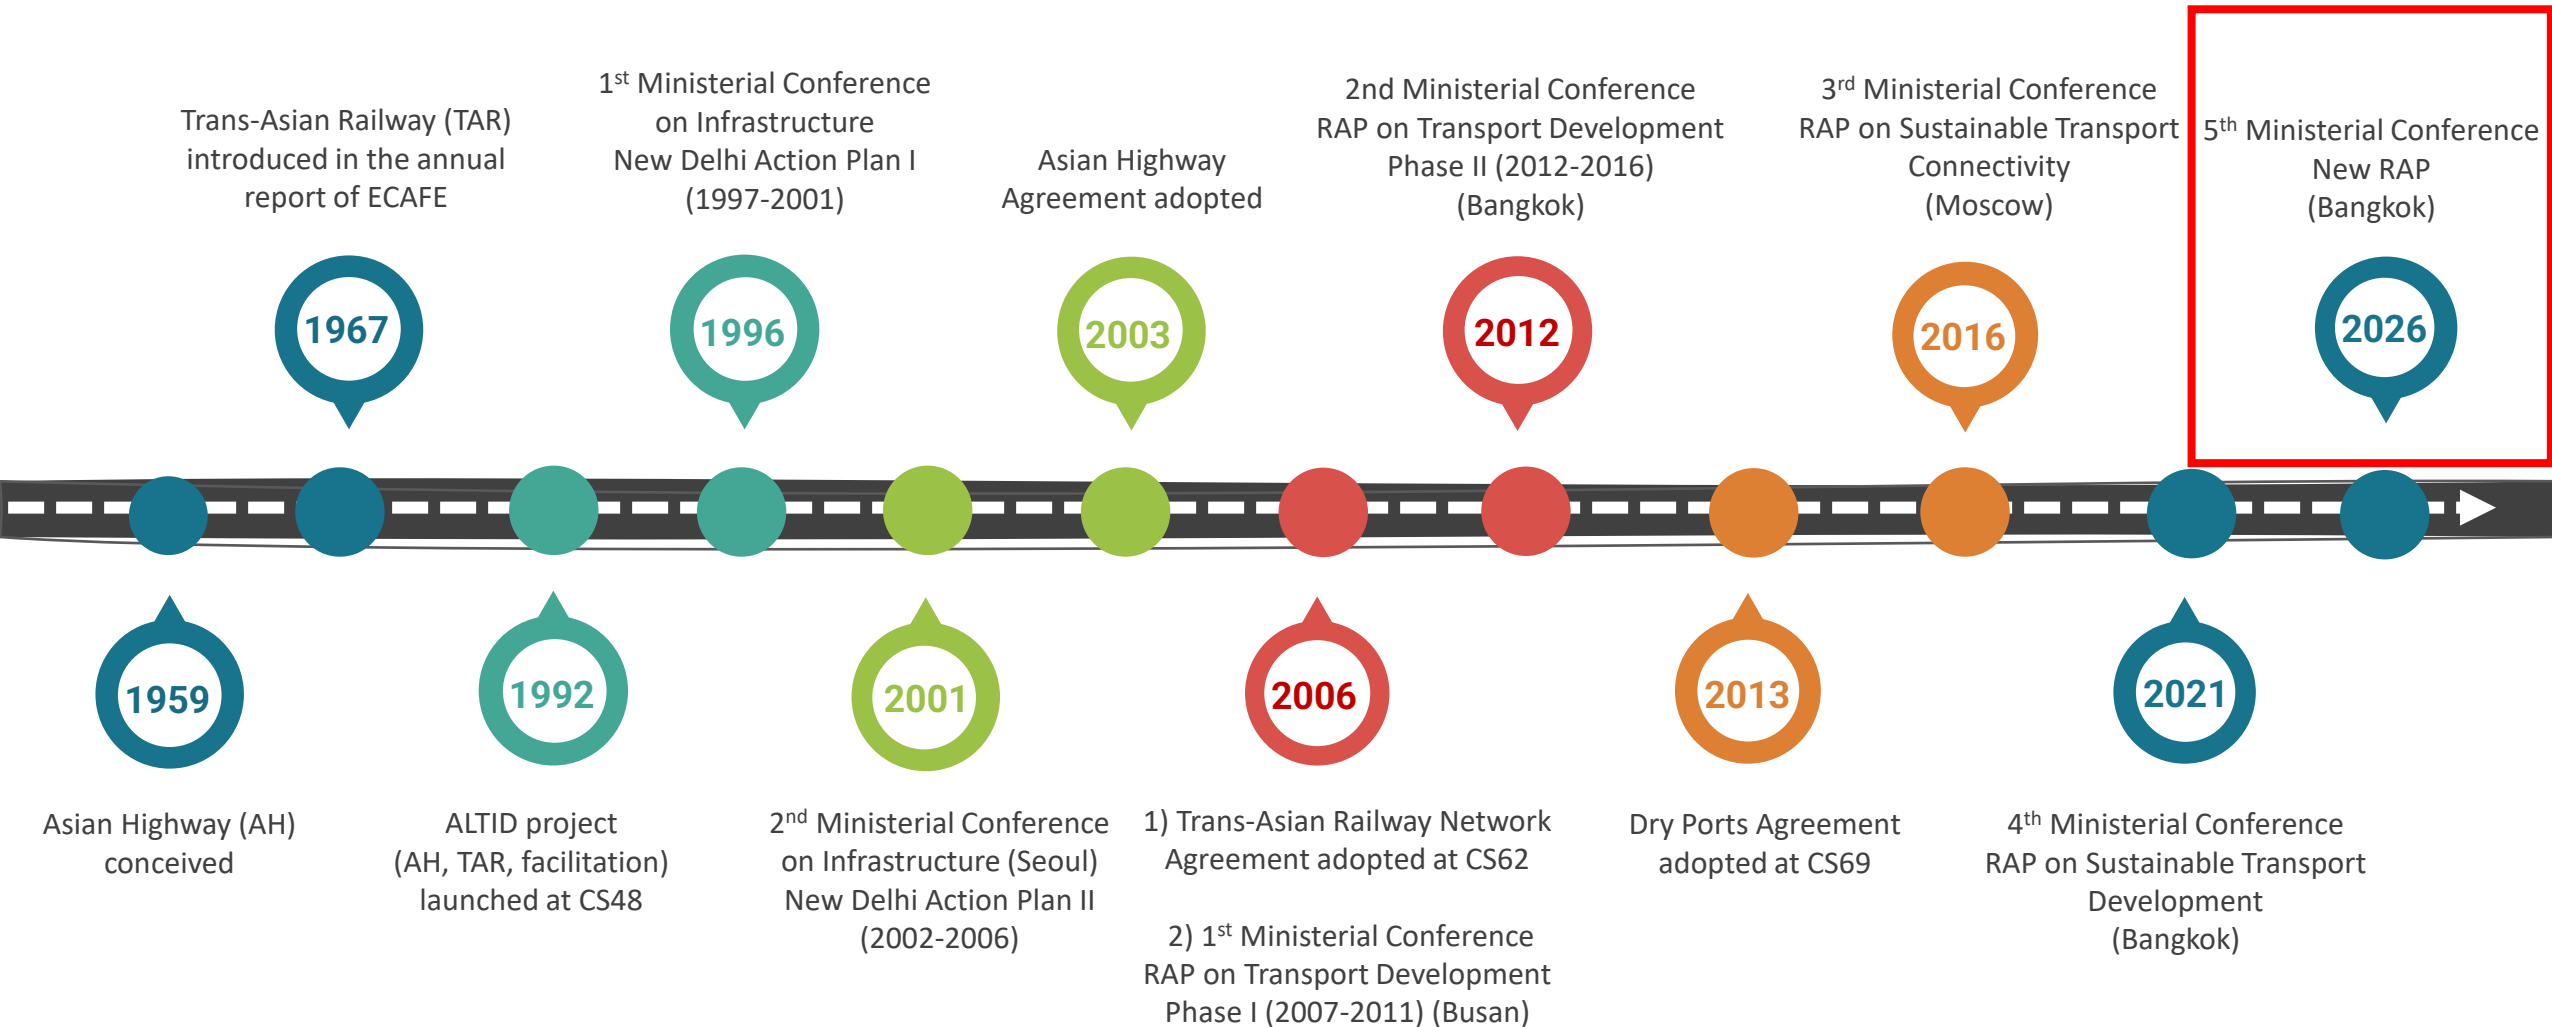 Trans-Asian Railway (TAR)
introduced in the annual
report of ECAFE
1967
1st Ministerial Conference
on Infrastructure
New Delhi Action Plan I
(1997-2001)
1996
Asian Highway
Agreement adopted
2003
2nd Ministerial Conference
RAP on Transport Development
Phase II (2012-2016)
(Bangkok)
2012
3rd Ministerial Conference
RAP on Sustainable Transport
Connectivity
(Moscow)
2016
5th Ministerial Conference
New RAP
(Bangkok)
2026
1959
Asian Highway (AH)
conceived
1992
ALTID project
(AH, TAR, facilitation)
launched at CS48
2001
2nd Ministerial Conference
on Infrastructure (Seoul)
New Delhi Action Plan II
(2002-2006)
2006
1) Trans-Asian Railway Network
Agreement adopted at CS62
2) 1st Ministerial Conference
RAP on Transport Development
Phase I (2007-2011) (Busan)
2013
Dry Ports Agreement
adopted at CS69
2021
4th Ministerial Conference
RAP on Sustainable Transport
Development
(Bangkok)